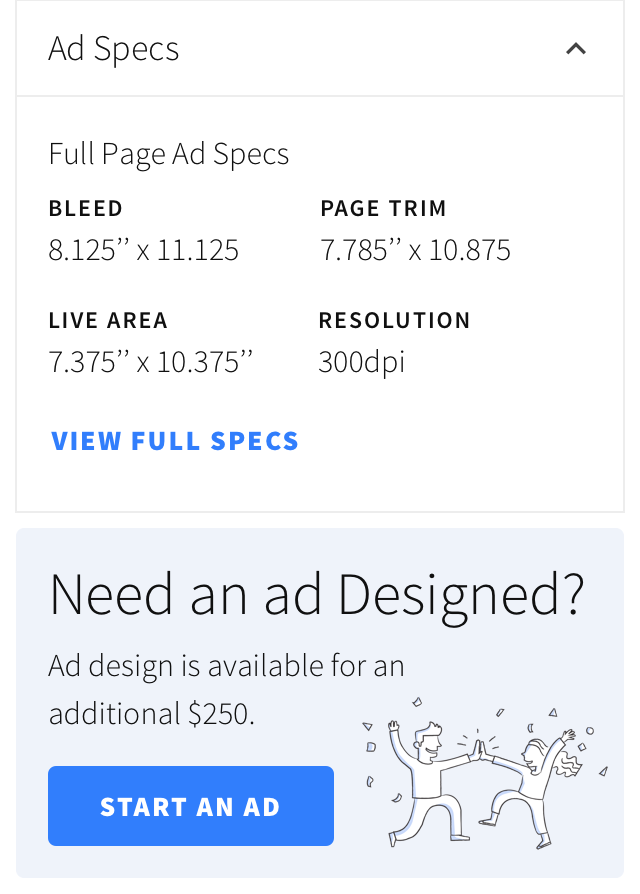 Ad Specs
Full Page Ad Specs
BLEED
8.125’’ x 11.125
PAGE TRIM
7.785’’ x 10.875
LIVE AREA
7.375’’ x 10.375’’
RESOLUTION
300dpi
VIEW FULL SPECS
Need an ad Designed?
Ad design is available for an
additional $250.
START AN AD